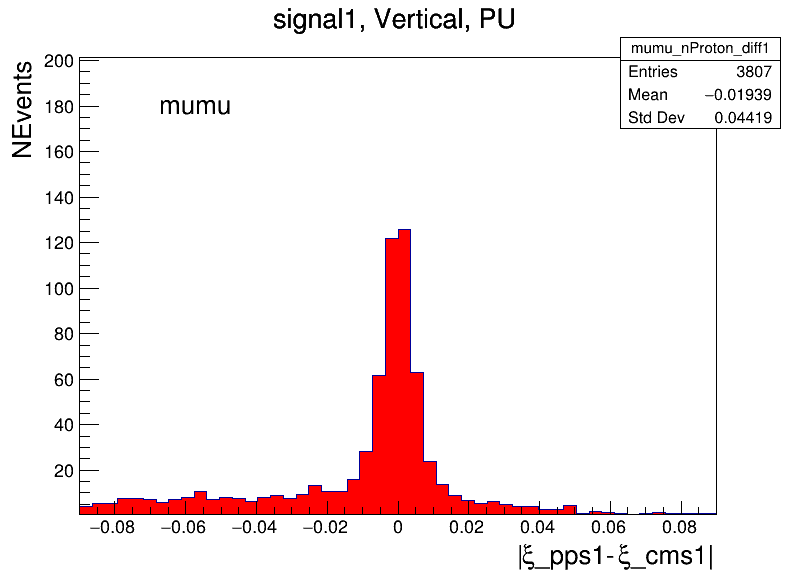 signal1, Vertical, PU
mumu_nProton_diff1
Entries 3807
Mean −0.01939
Std Dev 0.04419
NEvents
mumu
200
180
160
140
120
100
80
60
40
20
−0.08 −0.06 −0.04 −0.02 0 0.02 0.04 0.06 0.08
|ξ_pps1-ξ_cms1|